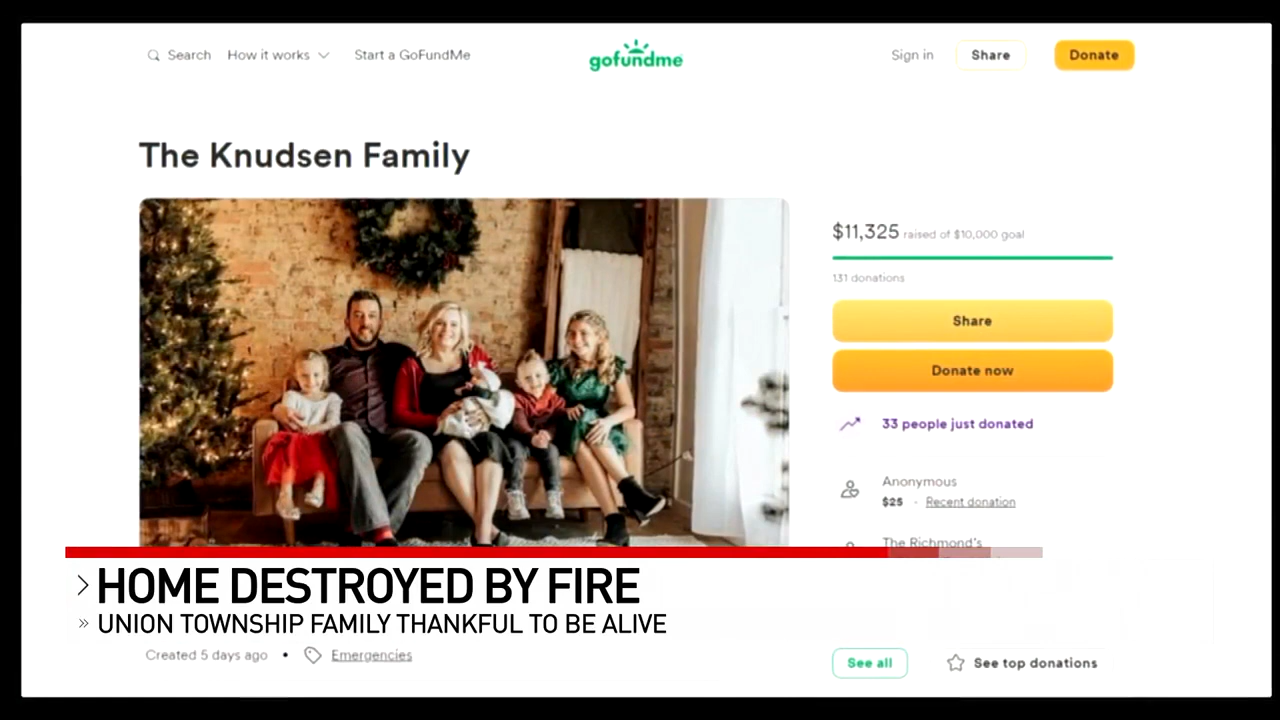 Search How it works Start a GoFundMe gofundme Sign in Share Donate
The Knudsen Family
$11,325 raised of $10,000 goal
131 donations
Share
Donate now
33 people just donated
Anonymous
$25 · Recent donation
The Richmond's
HOME DESTROYED BY FIRE
UNION TOWNSHIP FAMILY THANKFUL TO BE ALIVE
Created 5 days ago • Emergencies
See all See top donations